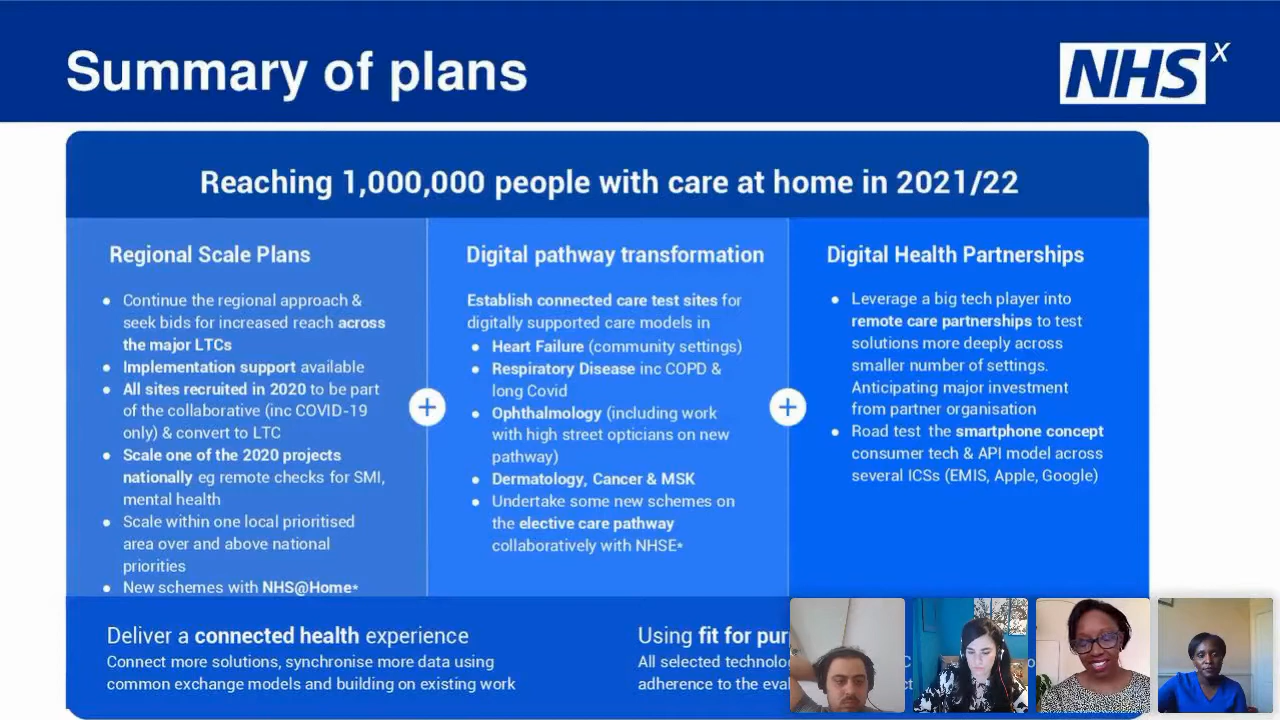 Summary of plans
NHS X
Reaching 1,000,000 people with care at home in 2021/22
Regional Scale Plans
• Continue the regional approach &
seek bids for increased reach across
the major LTCs
• Implementation support available
• All sites recruited in 2020 to be part
of the collaborative (inc COVID-19
only) & convert to LTC
• Scale one of the 2020 projects
nationally eg remote checks for SMI,
mental health
• Scale within one local prioritised
area over and above national
priorities
• New schemes with NHS@Home*
Digital pathway transformation
Establish connected care test sites for
digitally supported care models in
• Heart Failure (community settings)
• Respiratory Disease inc COPD &
long Covid
• Ophthalmology (including work
with high street opticians on new
pathway)
• Dermatology, Cancer & MSK
• Undertake some new schemes on
the elective care pathway
collaboratively with NHSE*
Digital Health Partnerships
• Leverage a big tech player into
remote care partnerships to test
solutions more deeply across
smaller number of settings.
Anticipating major investment
from partner organisation
• Road test the smartphone concept
consumer tech & API model across
several ICSs (EMIS, Apple, Google)
Deliver a connected health experience
Connect more solutions, synchronise more data using
common exchange models and building on existing work
Using fit for
All selected
adherence to the